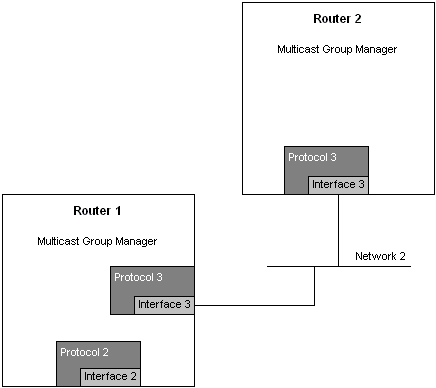 Router 2
Multicast Group Manager
Protocol 3
Interface 3
Router 1
Multicast Group Manager
Network 2
Protocol 3
Interface 3
Protocol 2
Interface 2